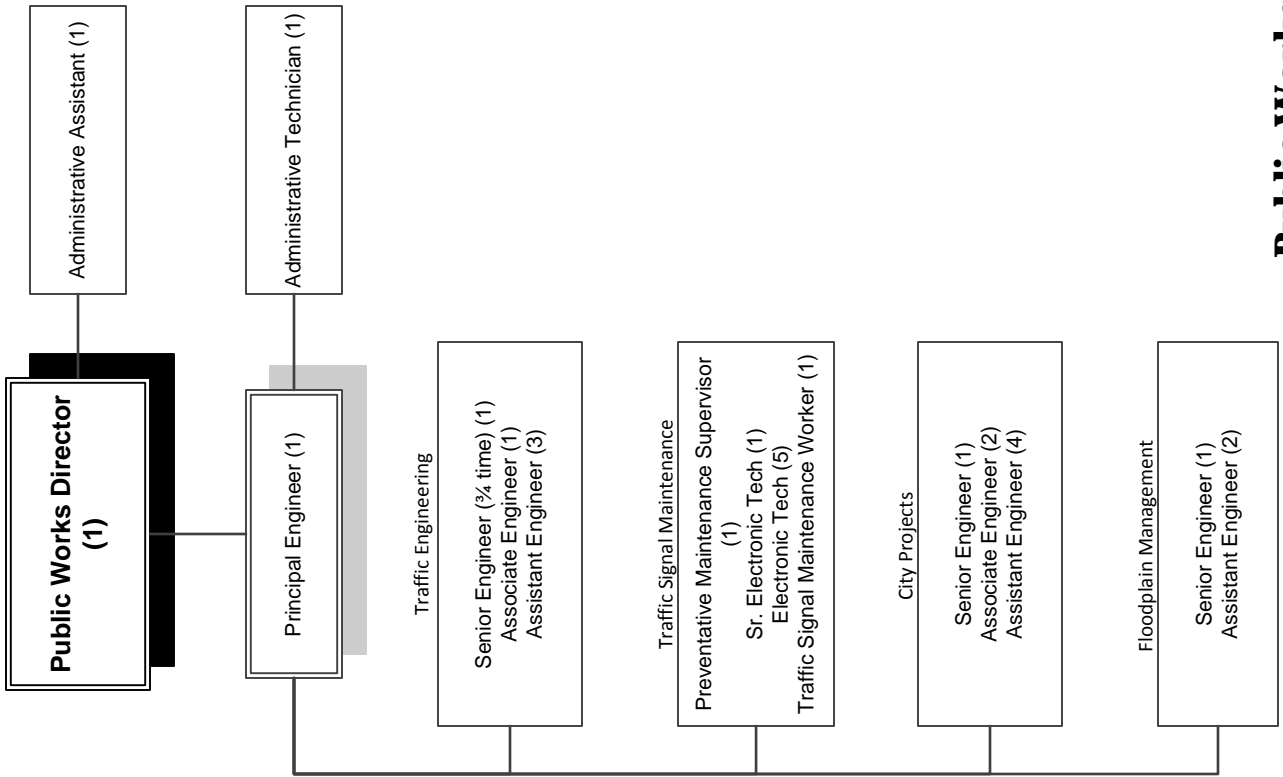 Public Works Director
(1)
Administrative Assistant (1)
Principal Engineer (1)
Administrative Technician (1)
Traffic Engineering
Senior Engineer (¾ time) (1)
Associate Engineer (1)
Assistant Engineer (3)
Traffic Signal Maintenance
Preventative Maintenance Supervisor
(1)
Sr. Electronic Tech (1)
Electronic Tech (5)
Traffic Signal Maintenance Worker (1)
City Projects
Senior Engineer (1)
Associate Engineer (2)
Assistant Engineer (4)
Floodplain Management
Senior Engineer (1)
Assistant Engineer (2)
Public Works